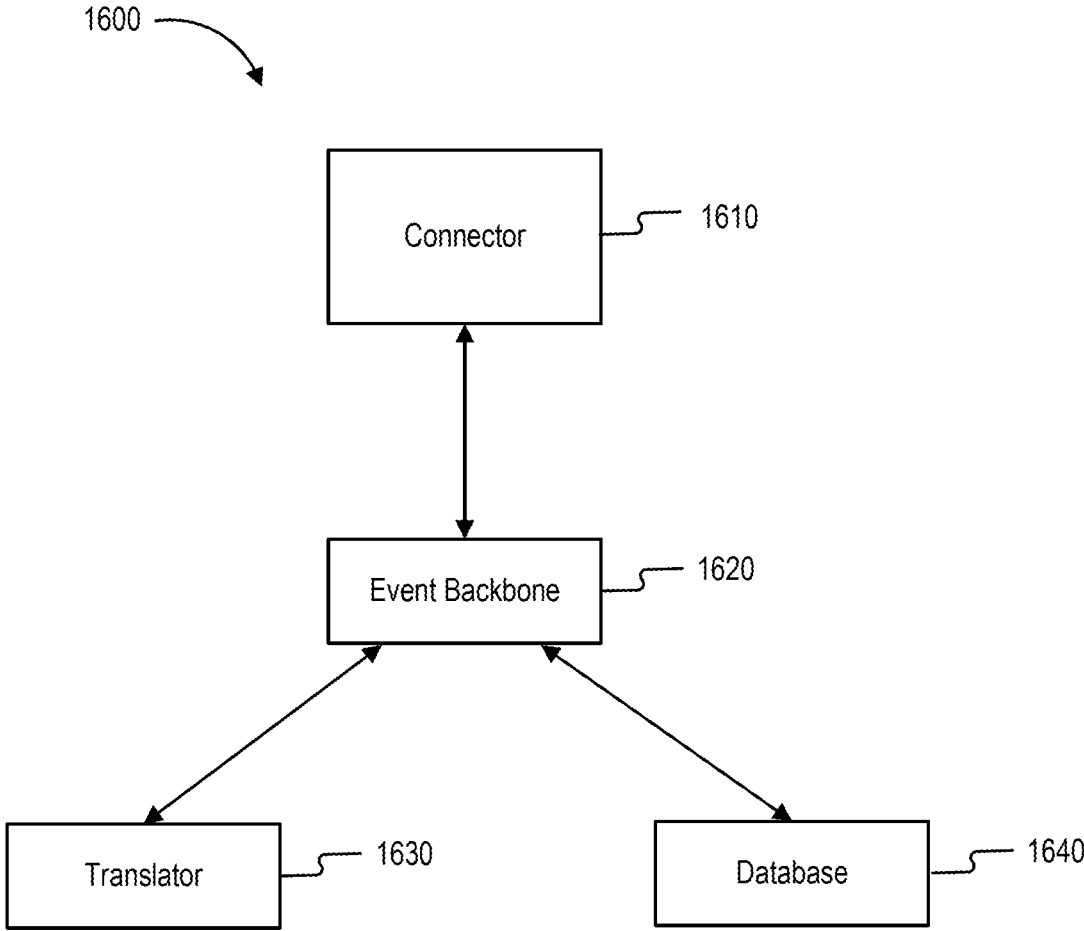 1600
Connector
1610
Event Backbone
1620
Translator
1630
Database
1640